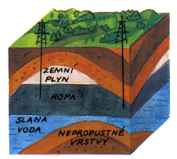 ZEMNÍ
PLYN
ROPA
SLANÁ
VODA
NEPROPUSTNÉ
VRSTVY